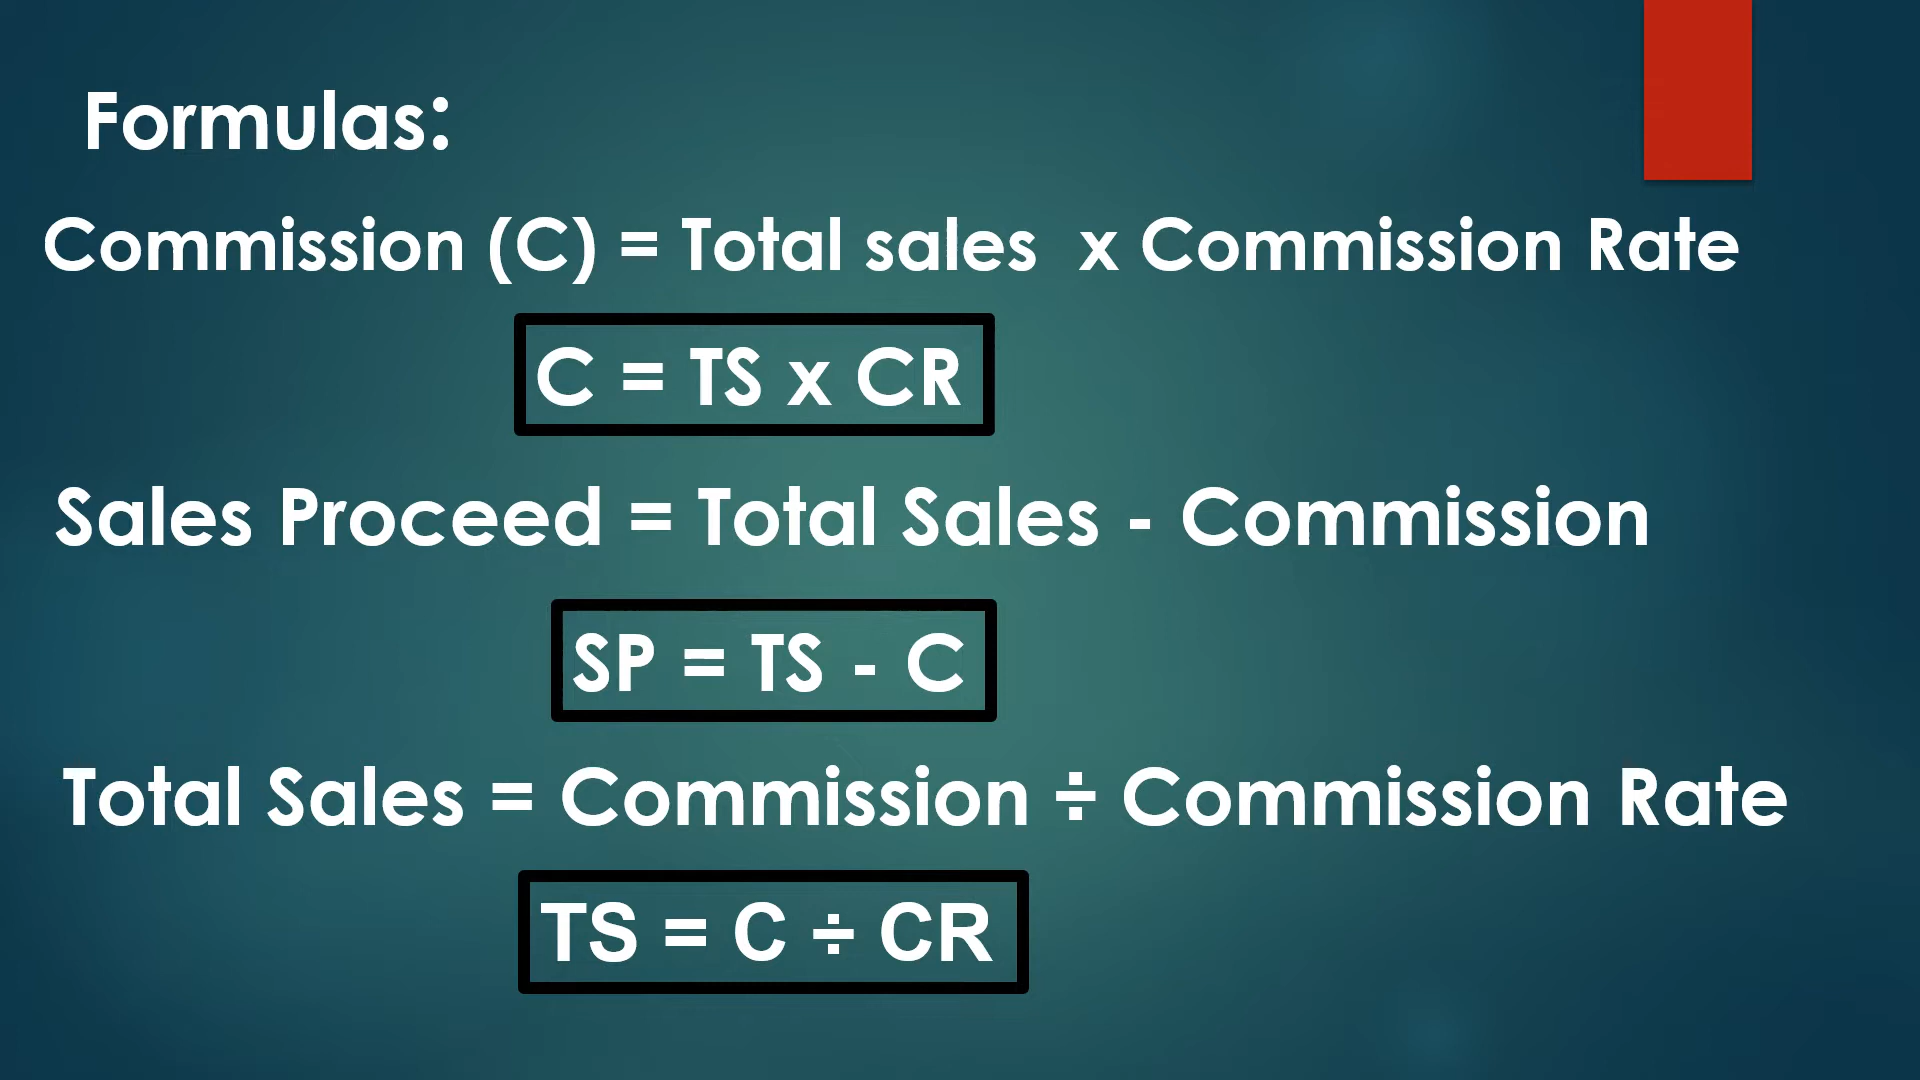 Formulas:
Commission (C) = Total sales x Commission Rate
C = TS x CR
Sales Proceed = Total Sales - Commission
SP = TS - C
Total Sales = Commission ÷ Commission Rate
TS = C ÷ CR